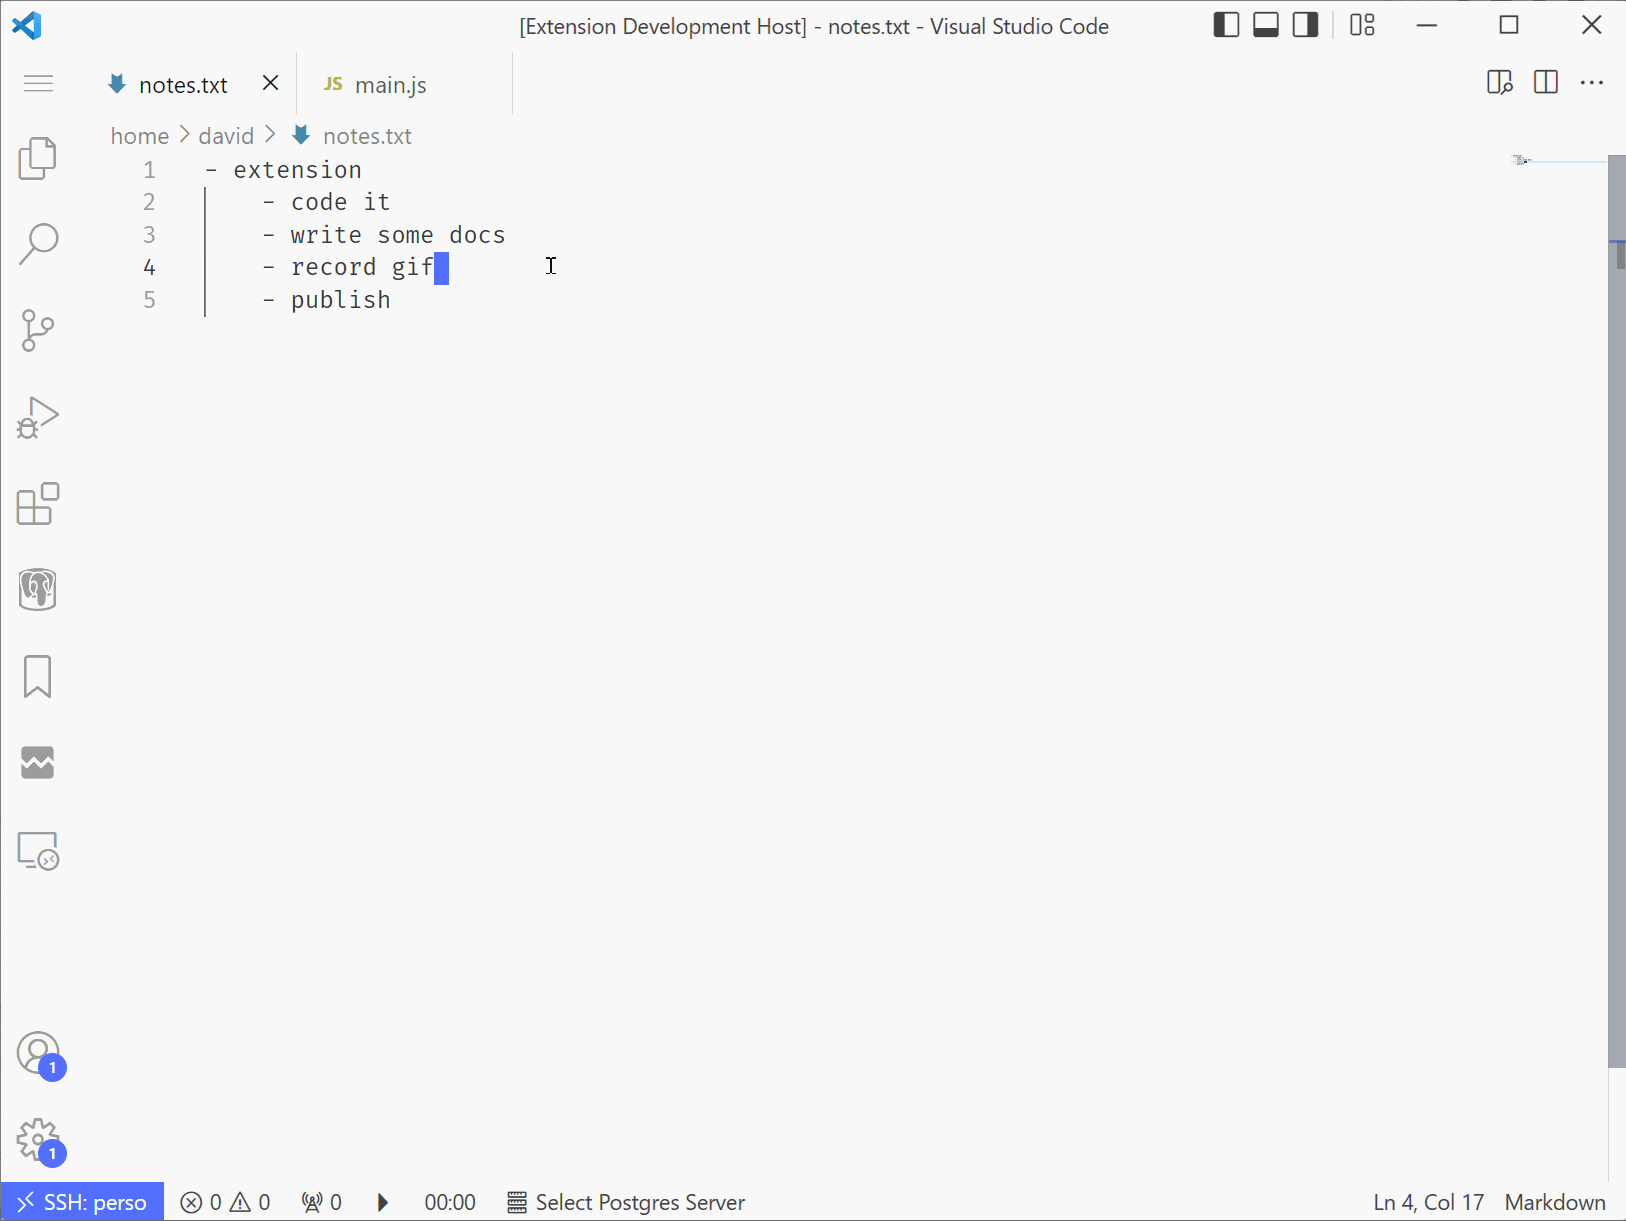 [Extension Development Host] - notes.txt - Visual Studio Code
notes.txt
JS main.js
home > david > notes.txt
1 - extension
2 - code it
3 - write some docs
4 - record gif
5 - publish
1
1
SSH: perso 0 0 0 00:00 Select Postgres Server Ln 4, Col 17 Markdown